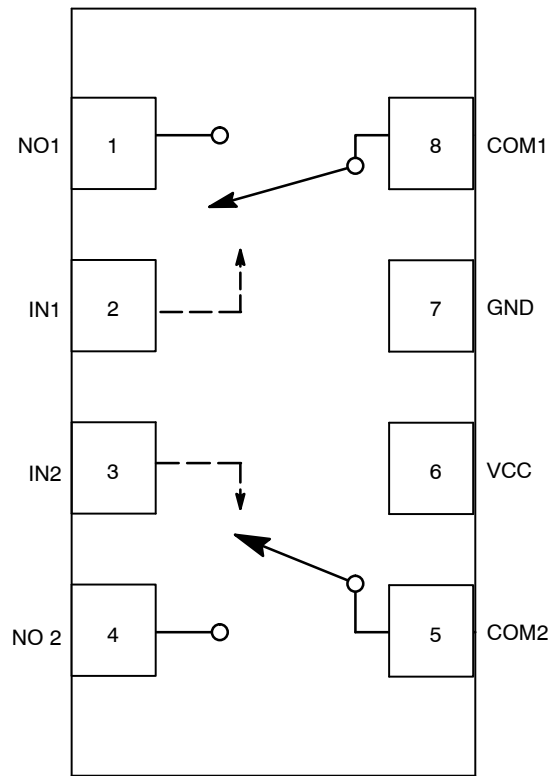 NO1 1 8 COM1
IN1 2 7 GND
IN2 3 6 VCC
NO 2 4 5 COM2